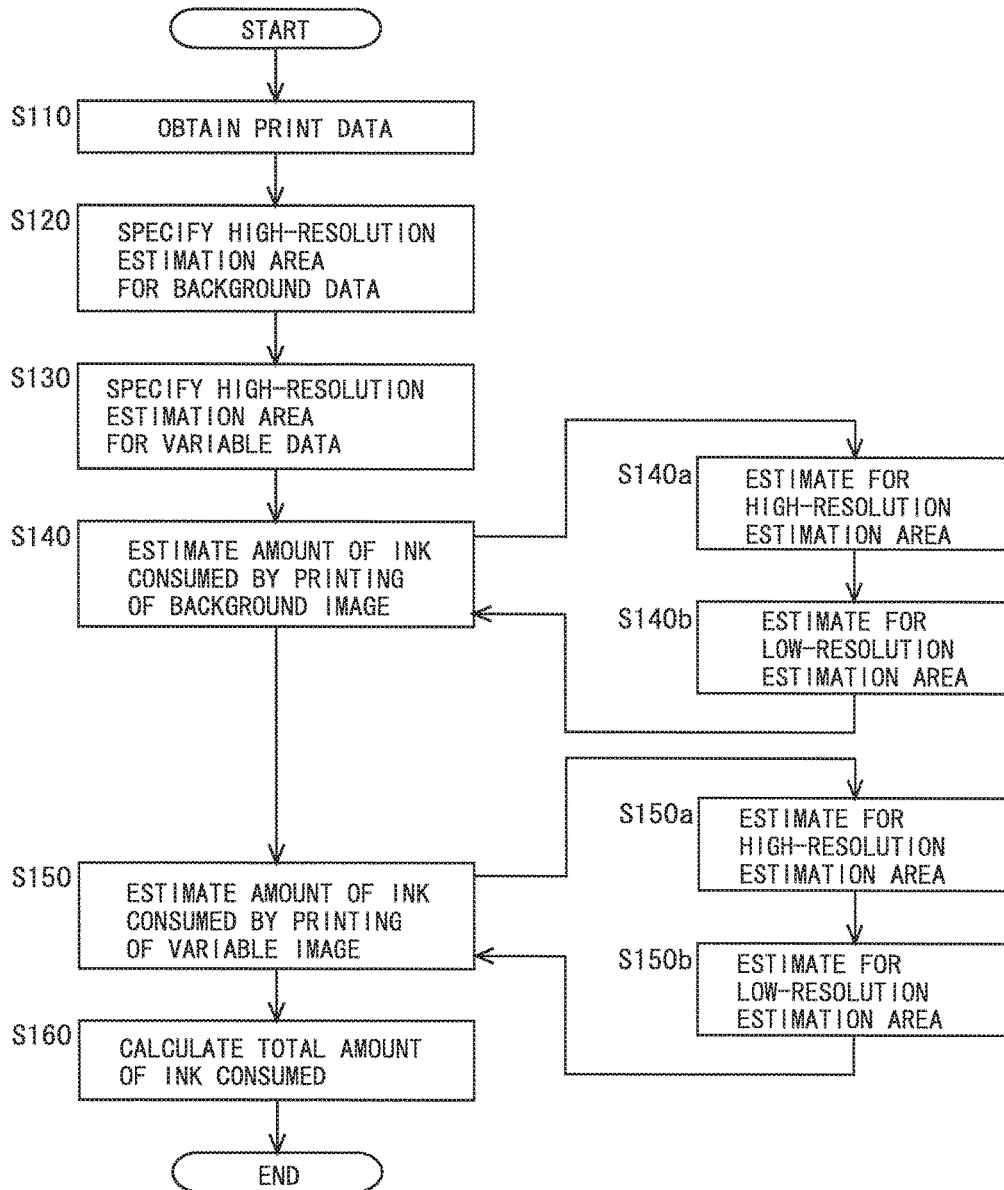 START
S110
OBTAIN PRINT DATA
S120
SPECIFY HIGH-RESOLUTION
ESTIMATION AREA
FOR BACKGROUND DATA
S130
SPECIFY HIGH-RESOLUTION
ESTIMATION AREA
FOR VARIABLE DATA
S140
ESTIMATE AMOUNT OF INK
CONSUMED BY PRINTING
OF BACKGROUND IMAGE
S140a
ESTIMATE FOR
HIGH-RESOLUTION
ESTIMATION AREA
S140b
ESTIMATE FOR
LOW-RESOLUTION
ESTIMATION AREA
S150
ESTIMATE AMOUNT OF INK
CONSUMED BY PRINTING
OF VARIABLE IMAGE
S150a
ESTIMATE FOR
HIGH-RESOLUTION
ESTIMATION AREA
S150b
ESTIMATE FOR
LOW-RESOLUTION
ESTIMATION AREA
S160
CALCULATE TOTAL AMOUNT
OF INK CONSUMED
END